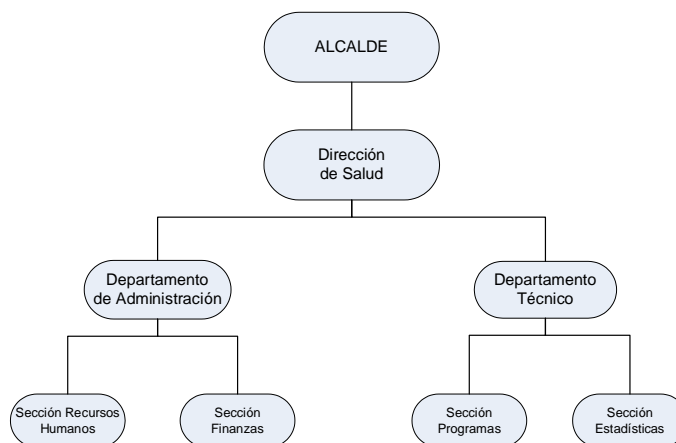 ALCALDE
Dirección
de Salud
Departamento
de Administración
Departamento
Técnico
Sección Recursos
Humanos
Sección
Finanzas
Sección
Programas
Sección
Estadísticas